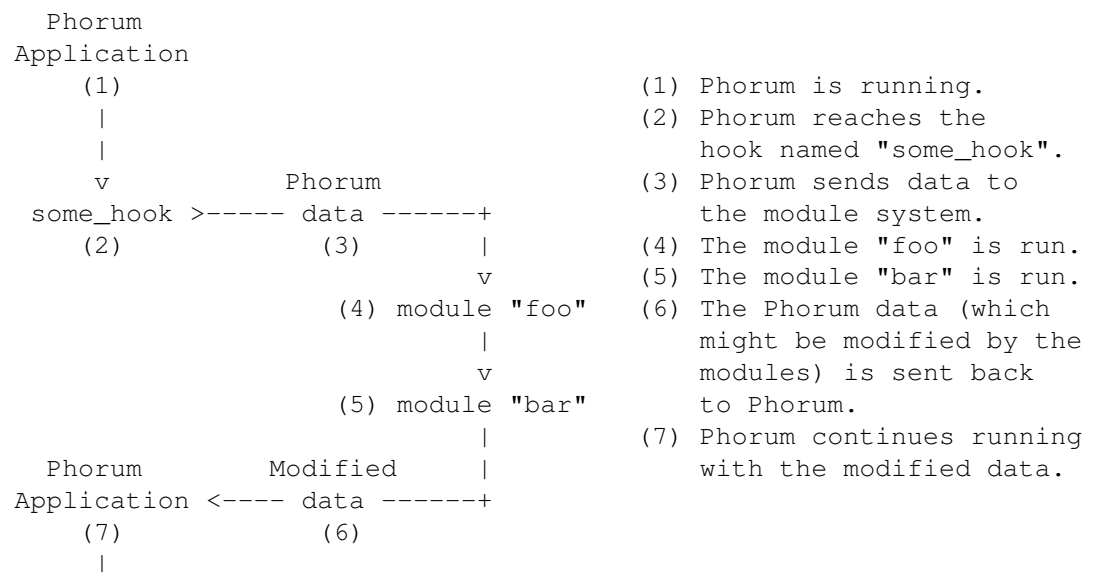 Phorum
Application
    (1)                                (1) Phorum is running.
     |                                 (2) Phorum reaches the
     |                                     hook named "some_hook".
     v           Phorum                (3) Phorum sends data to
 some_hook >----- data ------+             the module system.
    (2)            (3)       |         (4) The module "foo" is run.
                             v         (5) The module "bar" is run.
                    (4) module "foo"   (6) The Phorum data (which
                             |             might be modified by the
                             v             modules) is sent back
                    (5) module "bar"       to Phorum.
                             |         (7) Phorum continues running
  Phorum        Modified     |             with the modified data.
Application <---- data ------+
    (7)            (6)
     |